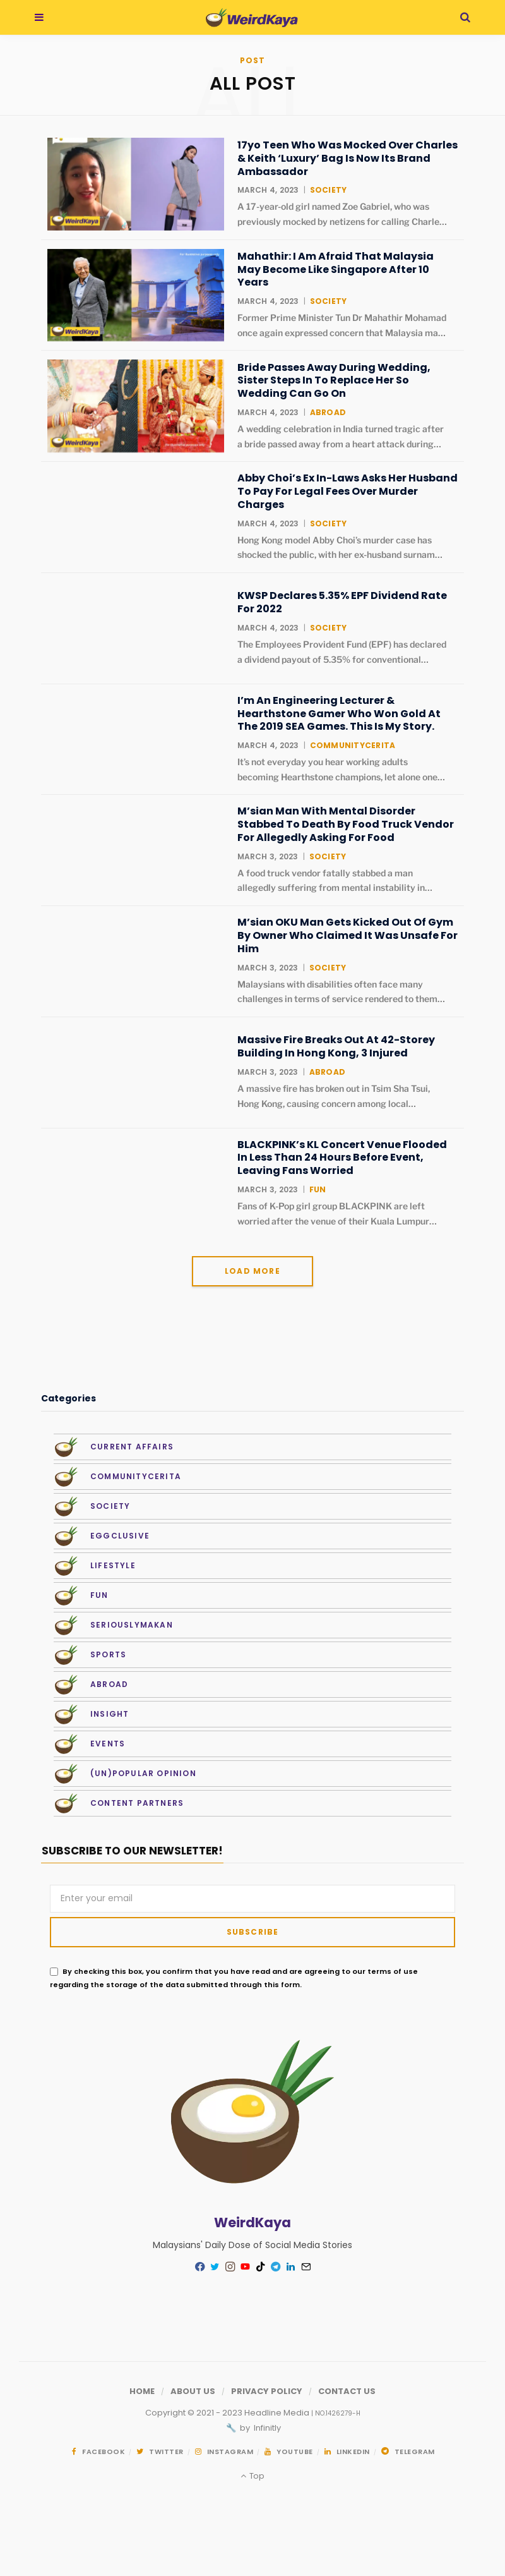 WeirdKaya
POST
ALL POST
17yo Teen Who Was Mocked Over Charles
& Keith ‘Luxury’ Bag Is Now Its Brand
Ambassador
MARCH 4, 2023 | SOCIETY
A 17-year-old girl named Zoe Gabriel, who was
previously mocked by netizens for calling Charle...
WeirdKaya
Mahathir: I Am Afraid That Malaysia
May Become Like Singapore After 10
Years
MARCH 4, 2023 | SOCIETY
Former Prime Minister Tun Dr Mahathir Mohamad
once again expressed concern that Malaysia ma...
WeirdKaya
Bride Passes Away During Wedding,
Sister Steps In To Replace Her So
Wedding Can Go On
MARCH 4, 2023 | ABROAD
A wedding celebration in India turned tragic after
a bride passed away from a heart attack during...
WeirdKaya
Abby Choi’s Ex In-Laws Asks Her Husband
To Pay For Legal Fees Over Murder
Charges
MARCH 4, 2023 | SOCIETY
Hong Kong model Abby Choi’s murder case has
shocked the public, with her ex-husband surnam...
KWSP Declares 5.35% EPF Dividend Rate
For 2022
MARCH 4, 2023 | SOCIETY
The Employees Provident Fund (EPF) has declared
a dividend payout of 5.35% for conventional...
I’m An Engineering Lecturer &
Hearthstone Gamer Who Won Gold At
The 2019 SEA Games. This Is My Story.
MARCH 4, 2023 | COMMUNITYCERITA
It’s not everyday you hear working adults
becoming Hearthstone champions, let alone one...
M’sian Man With Mental Disorder
Stabbed To Death By Food Truck Vendor
For Allegedly Asking For Food
MARCH 3, 2023 | SOCIETY
A food truck vendor fatally stabbed a man
allegedly suffering from mental instability in...
M’sian OKU Man Gets Kicked Out Of Gym
By Owner Who Claimed It Was Unsafe For
Him
MARCH 3, 2023 | SOCIETY
Malaysians with disabilities often face many
challenges in terms of service rendered to them...
Massive Fire Breaks Out At 42-Storey
Building In Hong Kong, 3 Injured
MARCH 3, 2023 | ABROAD
A massive fire has broken out in Tsim Sha Tsui,
Hong Kong, causing concern among local...
BLACKPINK’s KL Concert Venue Flooded
In Less Than 24 Hours Before Event,
Leaving Fans Worried
MARCH 3, 2023 | FUN
Fans of K-Pop girl group BLACKPINK are left
worried after the venue of their Kuala Lumpur...
LOAD MORE
Categories
CURRENT AFFAIRS
COMMUNITYCERITA
SOCIETY
EGGCLUSIVE
LIFESTYLE
FUN
SERIOUSLYMAKAN
SPORTS
ABROAD
INSIGHT
EVENTS
(UN)POPULAR OPINION
CONTENT PARTNERS
SUBSCRIBE TO OUR NEWSLETTER!
Enter your email
SUBSCRIBE
By checking this box, you confirm that you have read and are agreeing to our terms of use
regarding the storage of the data submitted through this form.
WeirdKaya
Malaysians' Daily Dose of Social Media Stories
HOME / ABOUT US / PRIVACY POLICY / CONTACT US
Copyright © 2021 - 2023 Headline Media | NO.1426279-H
by Infinitly
FACEBOOK / TWITTER / INSTAGRAM / YOUTUBE / LINKEDIN / TELEGRAM
Top